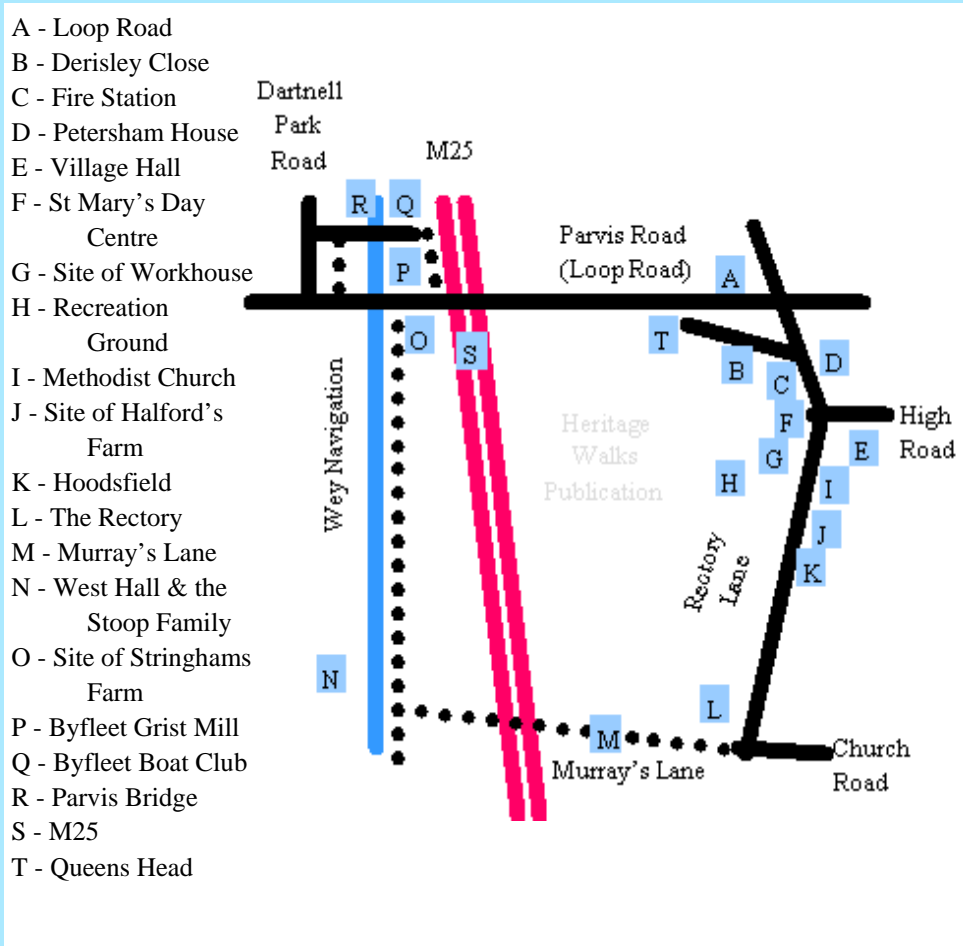 A - Loop Road
B - Derisley Close
C - Fire Station
D - Petersham House
E - Village Hall
F - St Mary’s Day
Centre
G - Site of Workhouse
H - Recreation
Ground
I - Methodist Church
J - Site of Halford’s
Farm
K - Hoodsfield
L - The Rectory
M - Murray’s Lane
N - West Hall & the
Stoop Family
O - Site of Stringhams
Farm
P - Byfleet Grist Mill
Q - Byfleet Boat Club
R - Parvis Bridge
S - M25
T - Queens Head
Dartnell
Park
Road
M25
R
Q
Parvis Road
(Loop Road)
P
A
O
S
T
B
C
D
Wey Navigation
Heritage
Walks
Publication
F
High
Road
E
G
H
I
J
K
Rectory
Lane
N
L
M
Murray's Lane
Church
Road